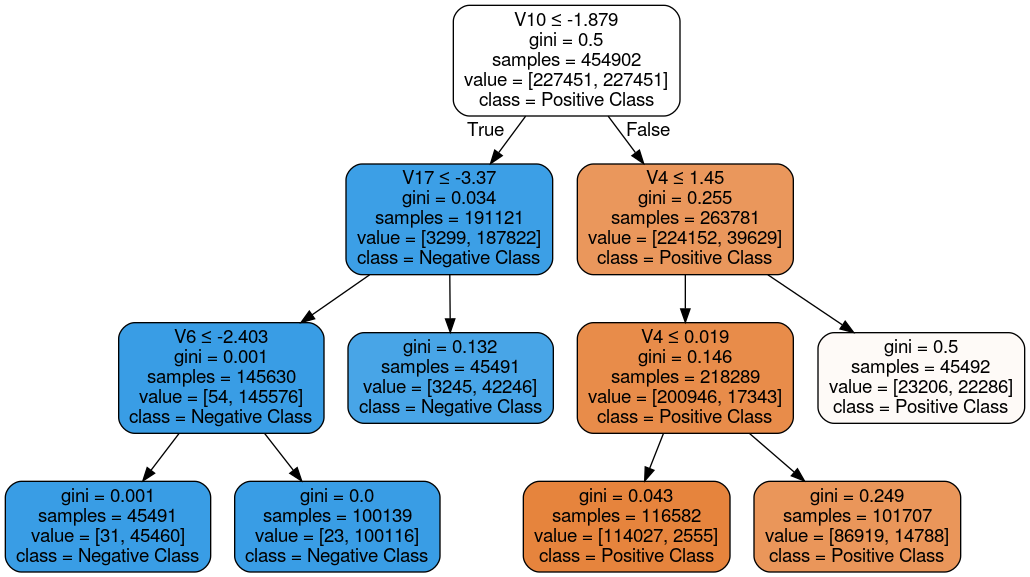 V10 ≤ -1.879
gini = 0.5
samples = 454902
value = [227451, 227451]
class = Positive Class
True
False
V17 ≤ -3.37
gini = 0.034
samples = 191121
value = [3299, 187822]
class = Negative Class
V4 ≤ 1.45
gini = 0.255
samples = 263781
value = [224152, 39629]
class = Positive Class
V6 ≤ -2.403
gini = 0.001
samples = 145630
value = [54, 145576]
class = Negative Class
gini = 0.132
samples = 45491
value = [3245, 42246]
class = Negative Class
V4 ≤ 0.019
gini = 0.146
samples = 218289
value = [200946, 17343]
class = Positive Class
gini = 0.5
samples = 45492
value = [23206, 22286]
class = Positive Class
gini = 0.001
samples = 45491
value = [31, 45460]
class = Negative Class
gini = 0.0
samples = 100139
value = [23, 100116]
class = Negative Class
gini = 0.043
samples = 116582
value = [114027, 2555]
class = Positive Class
gini = 0.249
samples = 101707
value = [86919, 14788]
class = Positive Class